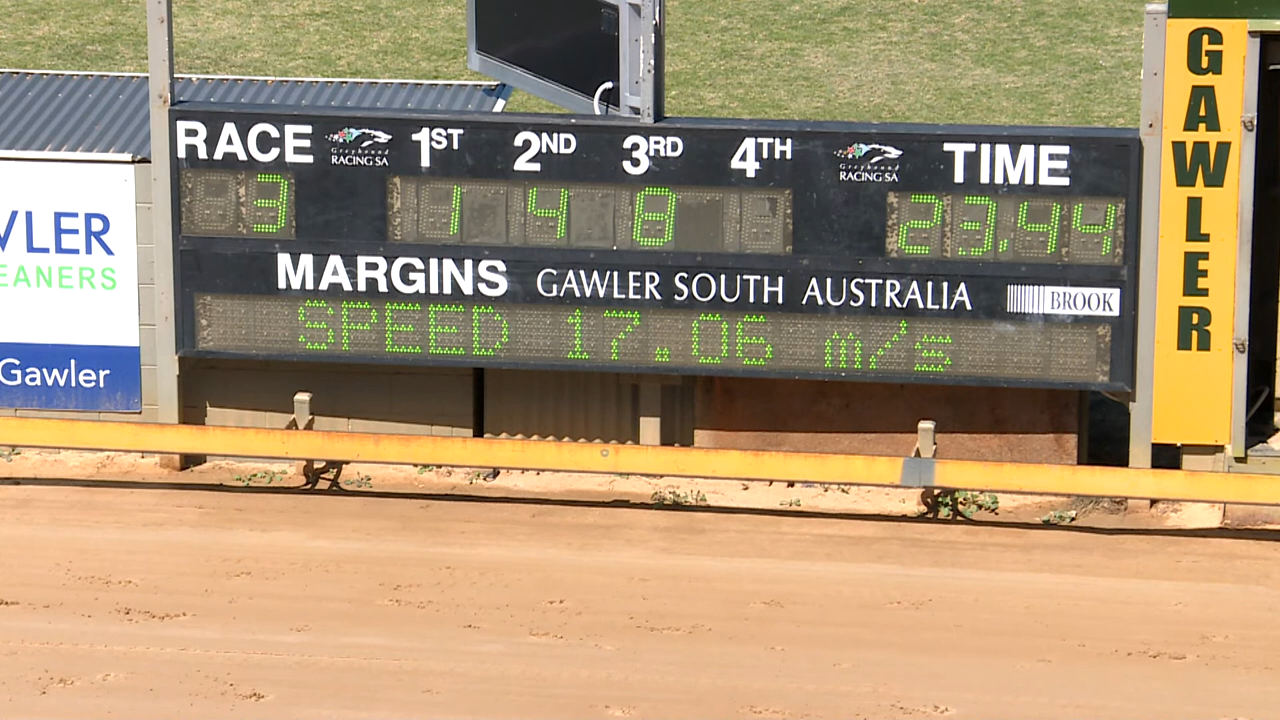 RACE Greyhound RACING SA 1ST 2ND 3RD 4TH Greyhound RACING SA TIME
3 1 4 8 23.44
MARGINS GAWLER SOUTH AUSTRALIA BROOK
SPEED 17.06 m/s
GAWLER
VLER
EANERS
Gawler